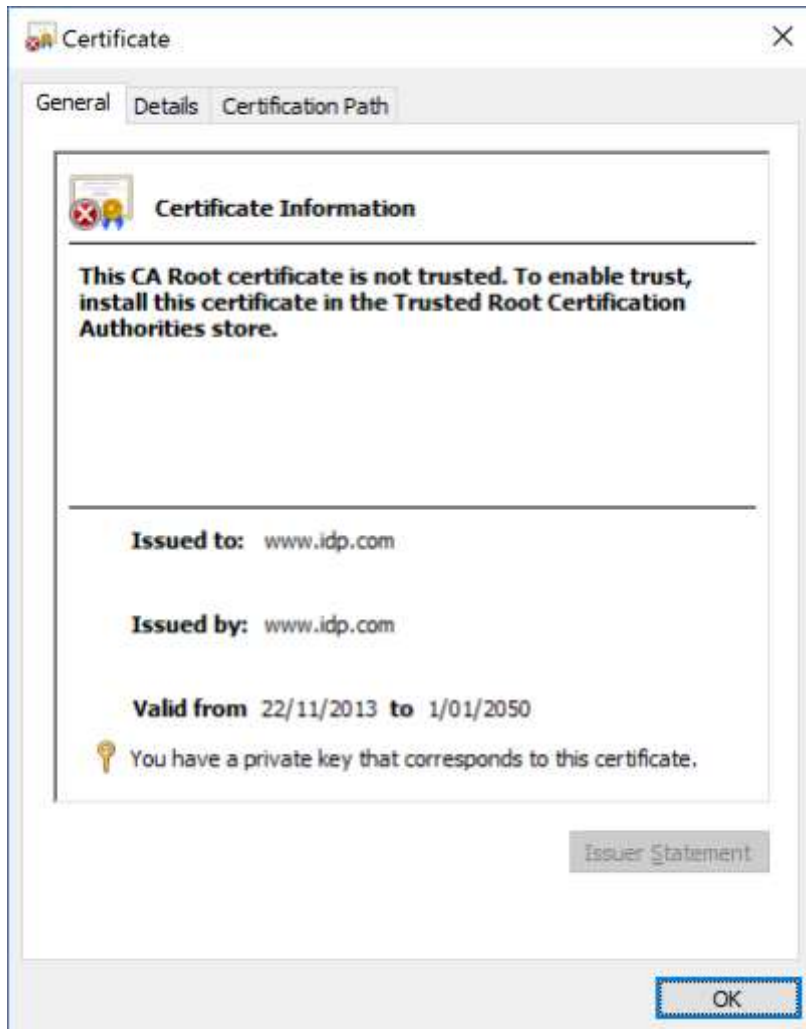 Certificate
General Details Certification Path
Certificate Information
This CA Root certificate is not trusted. To enable trust,
install this certificate in the Trusted Root Certification
Authorities store.
Issued to: www.idp.com
Issued by: www.idp.com
Valid from 22/11/2013 to 1/01/2050
You have a private key that corresponds to this certificate.
Issuer Statement
OK